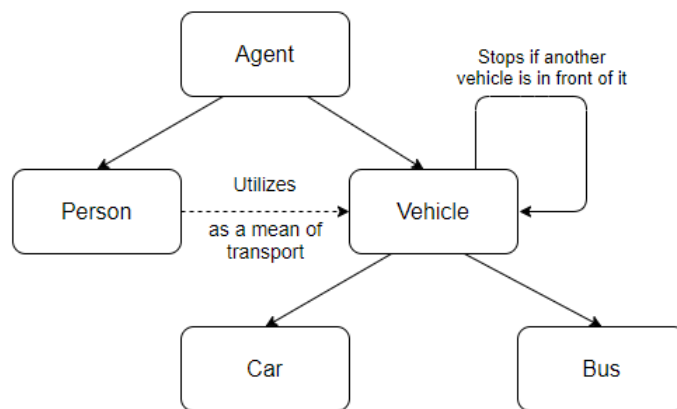 Agent
Stops if another
vehicle is in front of it
Person
Utilizes
as a mean of
transport
Vehicle
Car
Bus